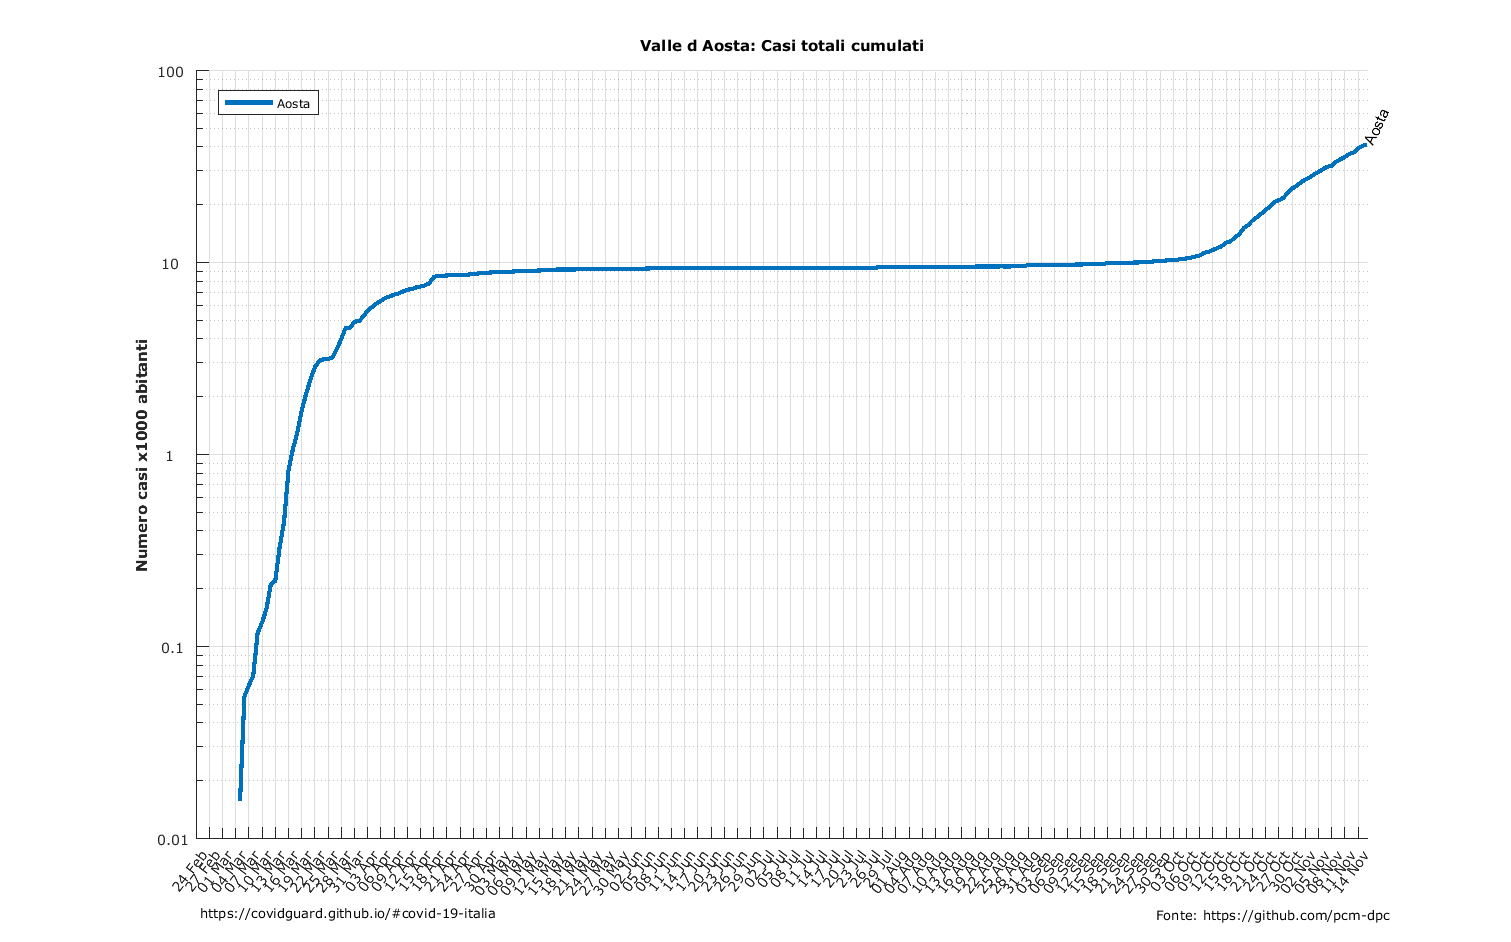 Valle d Aosta: Casi totali cumulati
100
10
1
0.1
0.01
Numero casi x1000 abitanti
Aosta
Aosta
24 Feb
27 Feb
01 Mar
04 Mar
07 Mar
10 Mar
13 Mar
16 Mar
19 Mar
22 Mar
25 Mar
28 Mar
31 Mar
03 Apr
06 Apr
09 Apr
12 Apr
15 Apr
18 Apr
21 Apr
24 Apr
27 Apr
30 Apr
03 May
06 May
09 May
12 May
15 May
18 May
21 May
24 May
27 May
30 May
02 Jun
05 Jun
08 Jun
11 Jun
14 Jun
17 Jun
20 Jun
23 Jun
26 Jun
29 Jun
02 Jul
05 Jul
08 Jul
11 Jul
14 Jul
17 Jul
20 Jul
23 Jul
26 Jul
29 Jul
01 Aug
04 Aug
07 Aug
10 Aug
13 Aug
16 Aug
19 Aug
22 Aug
25 Aug
28 Aug
31 Aug
03 Sep
06 Sep
09 Sep
12 Sep
15 Sep
18 Sep
21 Sep
24 Sep
27 Sep
30 Sep
03 Oct
06 Oct
09 Oct
12 Oct
15 Oct
18 Oct
21 Oct
24 Oct
27 Oct
30 Oct
02 Nov
05 Nov
08 Nov
11 Nov
14 Nov
https://covidguard.github.io/#covid-19-italia
Fonte: https://github.com/pcm-dpc